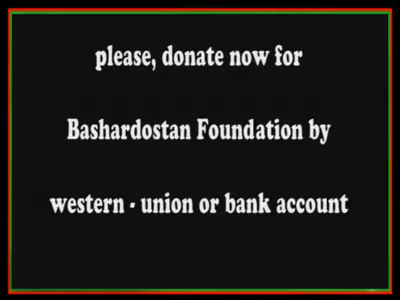 please, donate now for
Bashardostan Foundation by
western - union or bank account